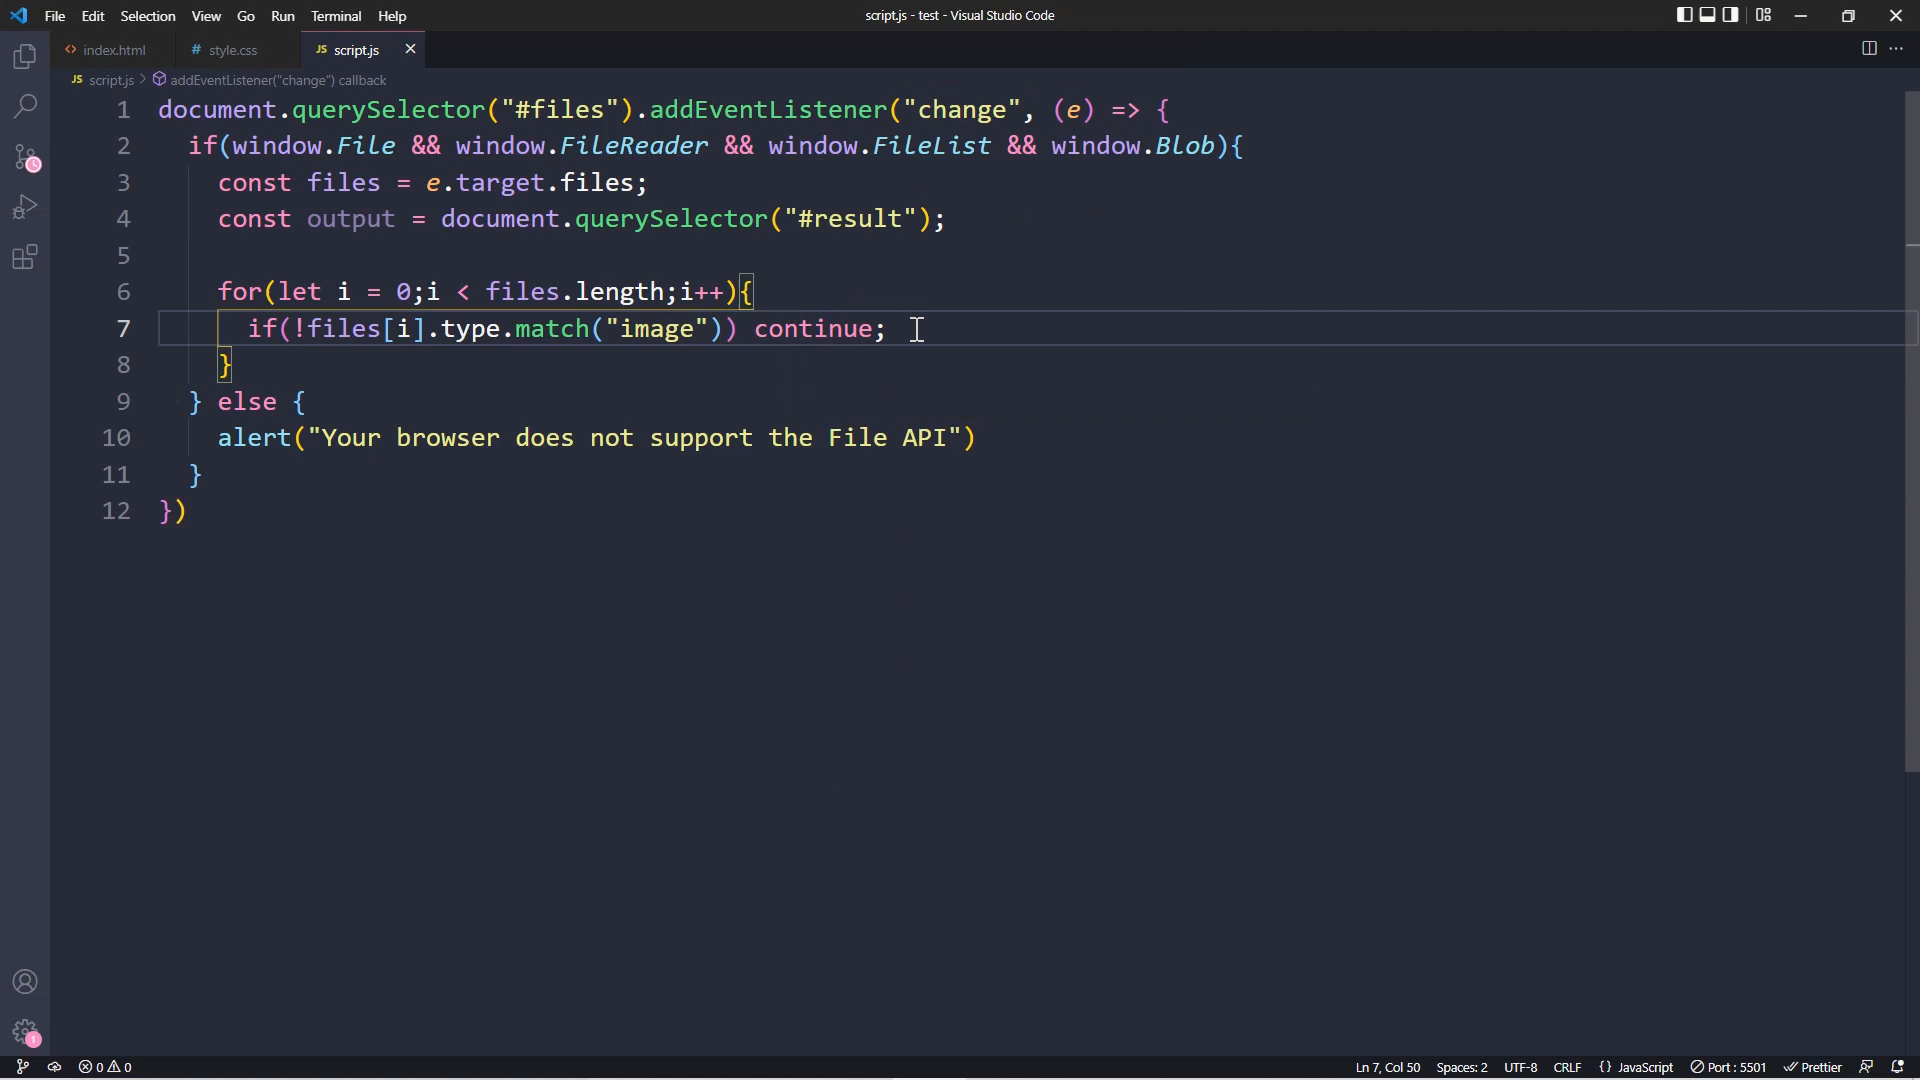 File Edit Selection View Go Run Terminal Help script.js - test - Visual Studio Code
index.html # style.css JS script.js
JS script.js > addEventListener("change") callback
1 document.querySelector("#files").addEventListener("change", (e) => {
2 if(window.File && window.FileReader && window.FileList && window.Blob){
3 const files = e.target.files;
4 const output = document.querySelector("#result");
5
6 for(let i = 0;i < files.length;i++){
7 if(!files[i].type.match("image")) continue;
8 }
9 } else {
10 alert("Your browser does not support the File API")
11 }
12 })
1
0 0 Ln 7, Col 50 Spaces: 2 UTF-8 CRLF {} JavaScript Port : 5501 Prettier